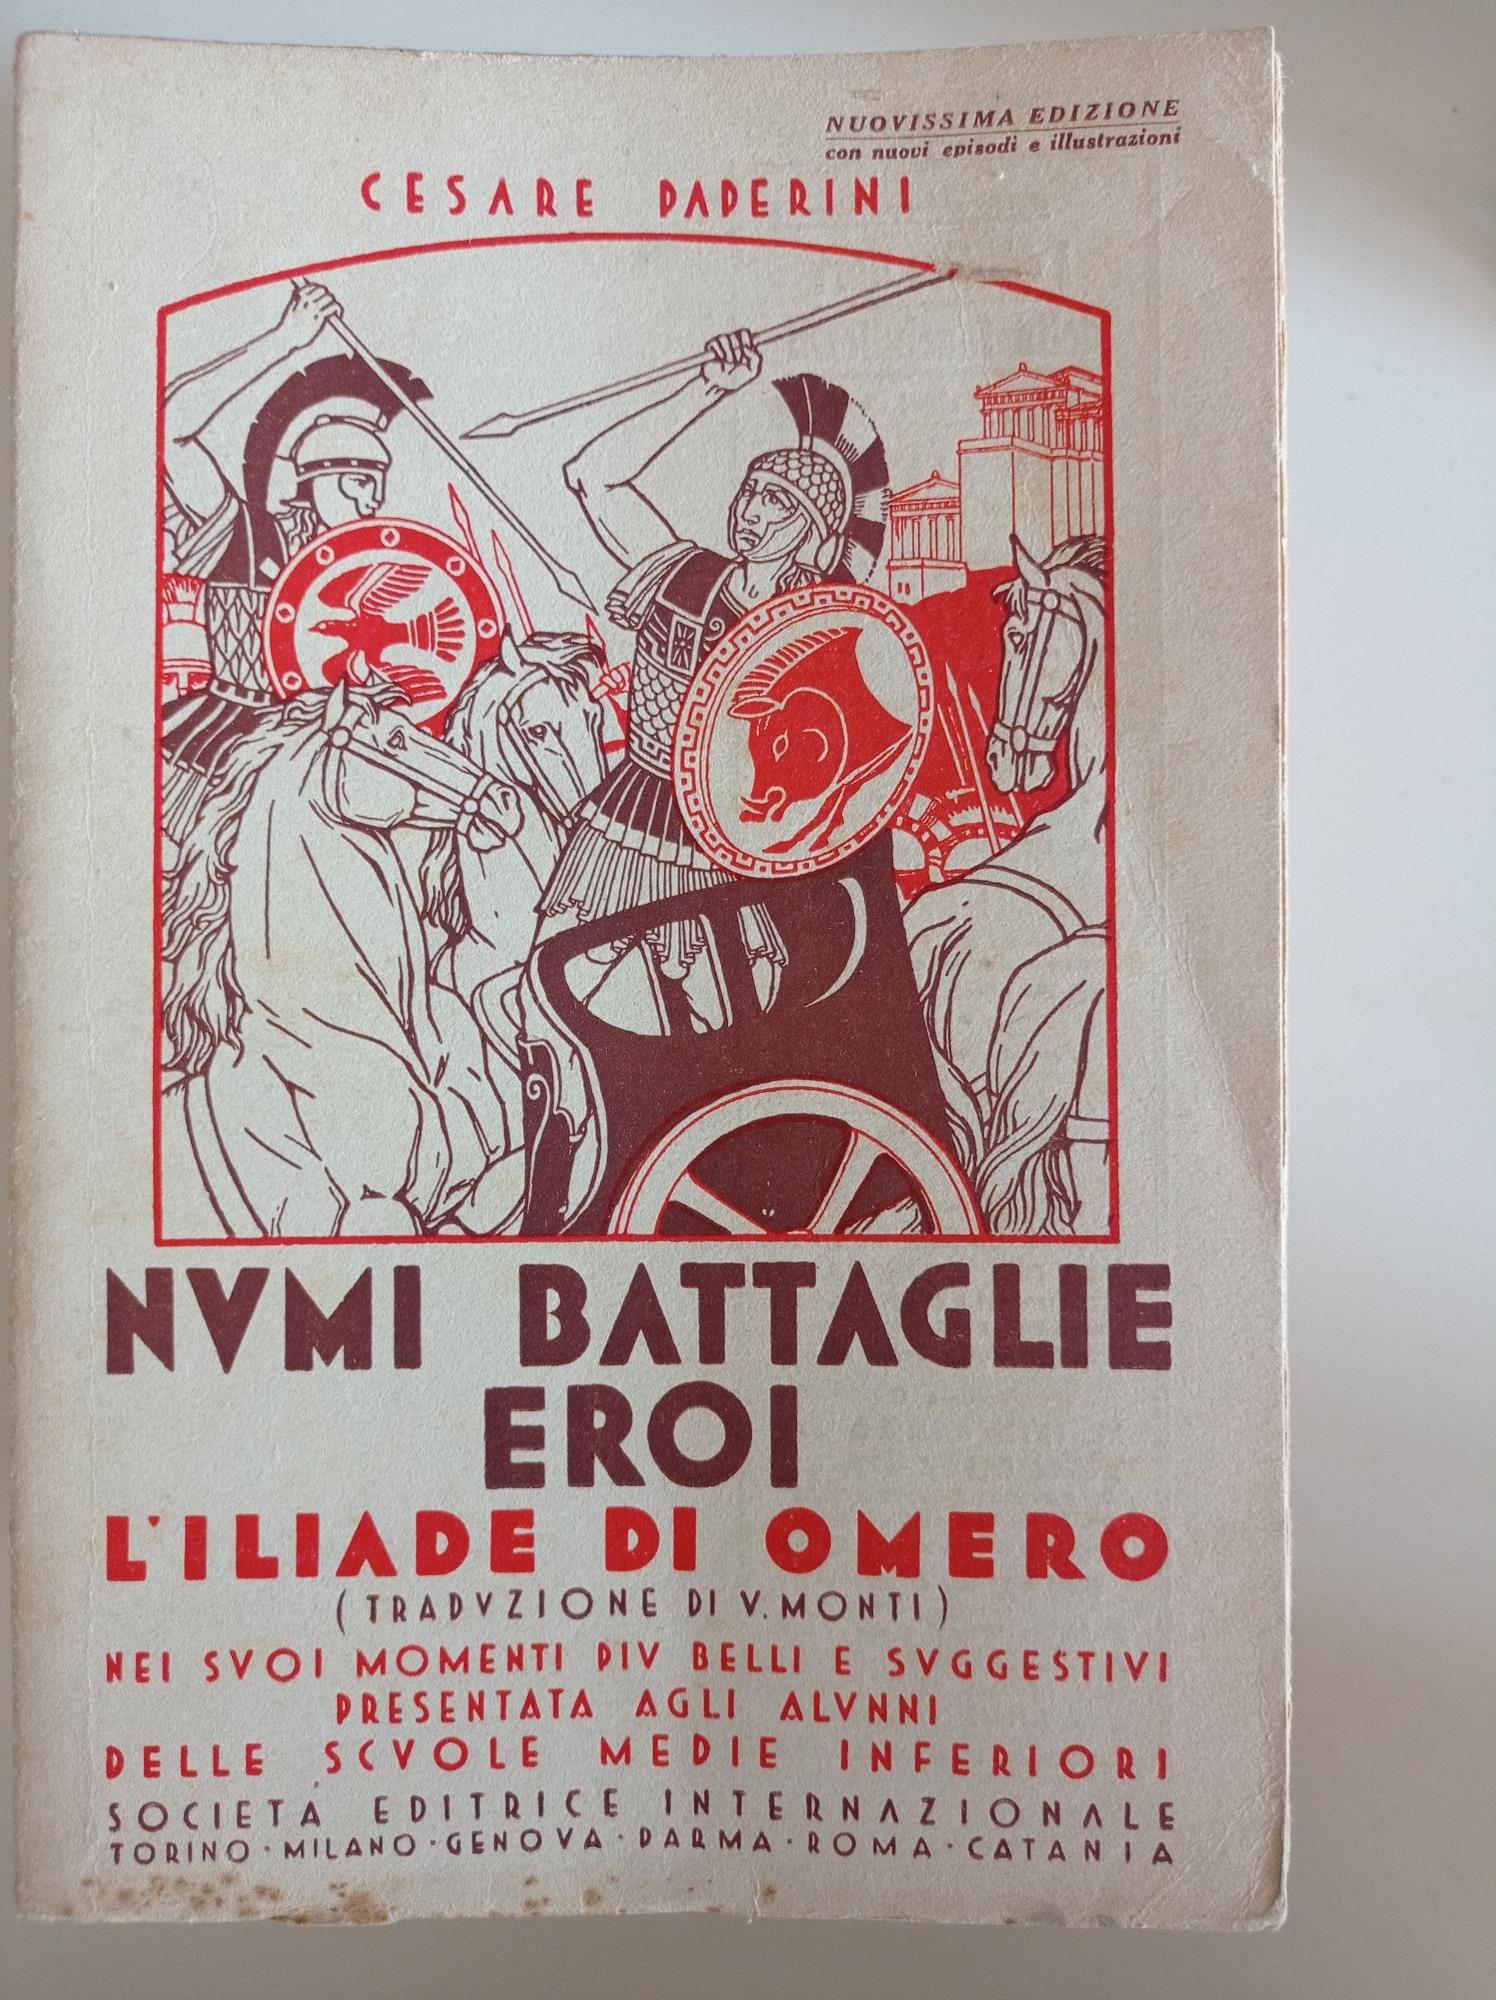 NUOVISSIMA EDIZIONE
con nuovi episodi e illustrazioni
CESARE PAPERINI
NVMI BATTAGLIE
EROI
L'ILIADE DI OMERO
(TRADVZIONE DI V. MONTI)
NEI SVOI MOMENTI PIV BELLI E SVGGESTIVI
PRESENTATA AGLI ALVNNI
DELLE SCVOLE MEDIE INFERIORI
SOCIETÀ EDITRICE INTERNAZIONALE
TORINO · MILANO · GENOVA · PARMA · ROMA · CATANIA